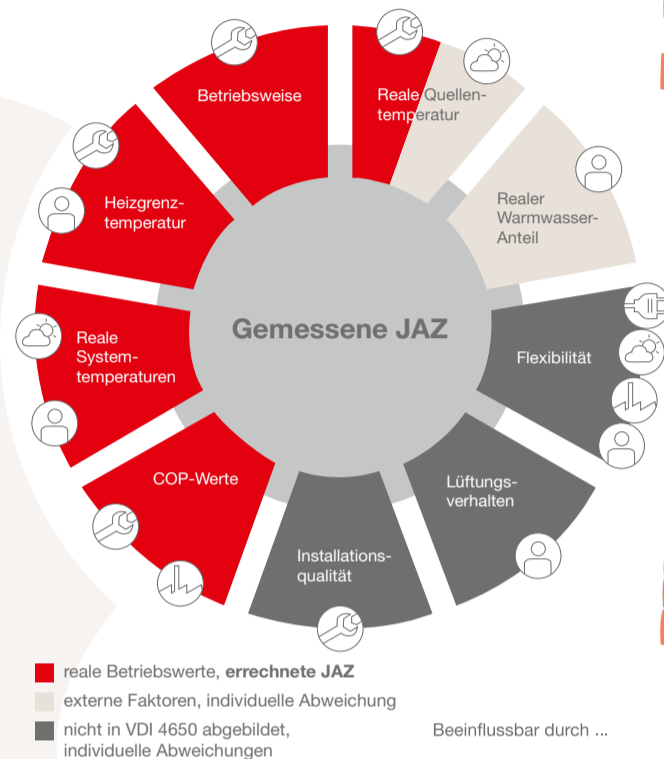 Betriebsweise
Reale Quellen-
temperatur
Heizgrenz-
temperatur
Realer
Warmwasser-
Anteil
Gemessene JAZ
Reale
System-
temperaturen
Flexibilität
COP-Werte
Lüftungs-
verhalten
Installations-
qualität
reale Betriebswerte, errechnete JAZ
externe Faktoren, individuelle Abweichung
nicht in VDI 4650 abgebildet,
individuelle Abweichungen
Beeinflussbar durch ...